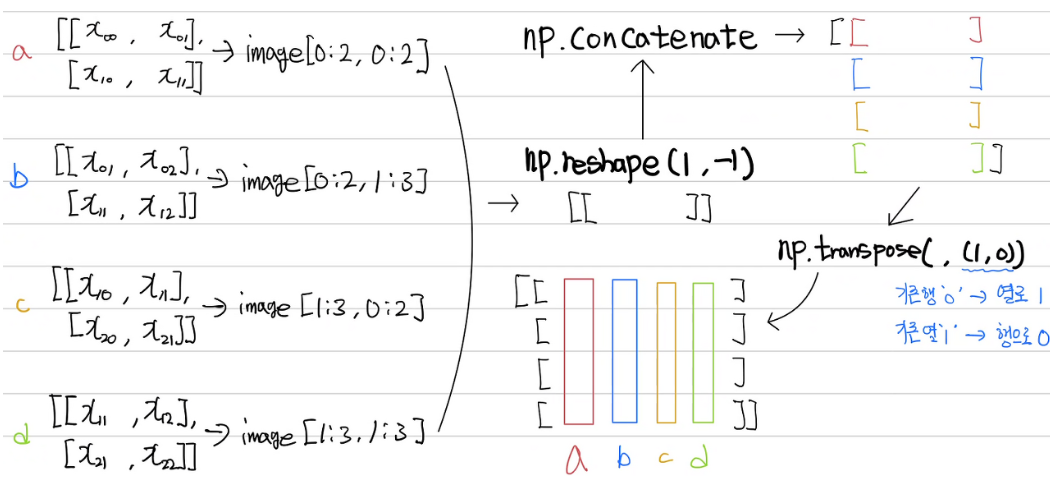 a [[x₀₀ , x₀₁],
[x₁₀ , x₁₁]]
→ image[0:2, 0:2]
b [[x₀₁ , x₀₂],
[x₁₁ , x₁₂]]
→ image[0:2, 1:3]
c [[x₁₀ , x₁₁],
[x₂₀ , x₂₁]]
→ image [1:3, 0:2]
d [[x₁₁ , x₁₂],
[x₂₁ , x₂₂]]
→ image [1:3, 1:3]
→ np.reshape(1, -1)
[[ ]]
np.concatenate → [[ ]
[ ]
[ ]
[ ]]
np.transpose( , (1,0))
기존행 '0' → 열로 1
기존열 '1' → 행으로 0
[[ ]
[ ]
[ ]
[ ]]
a b c d